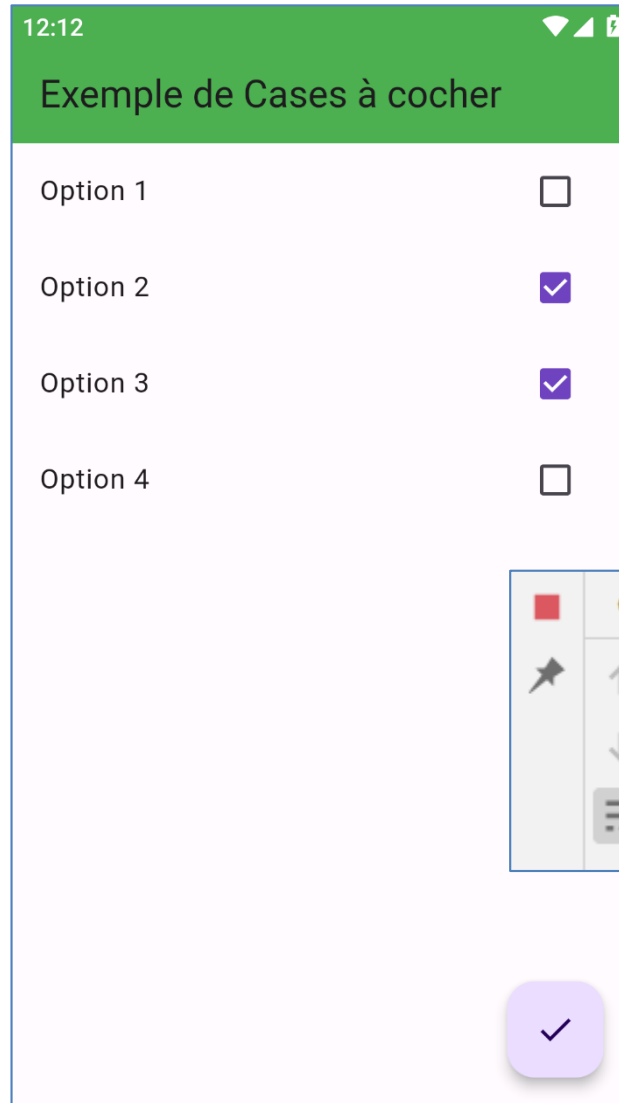 12:12
Exemple de Cases à cocher
Option 1
Option 2
Option 3
Option 4